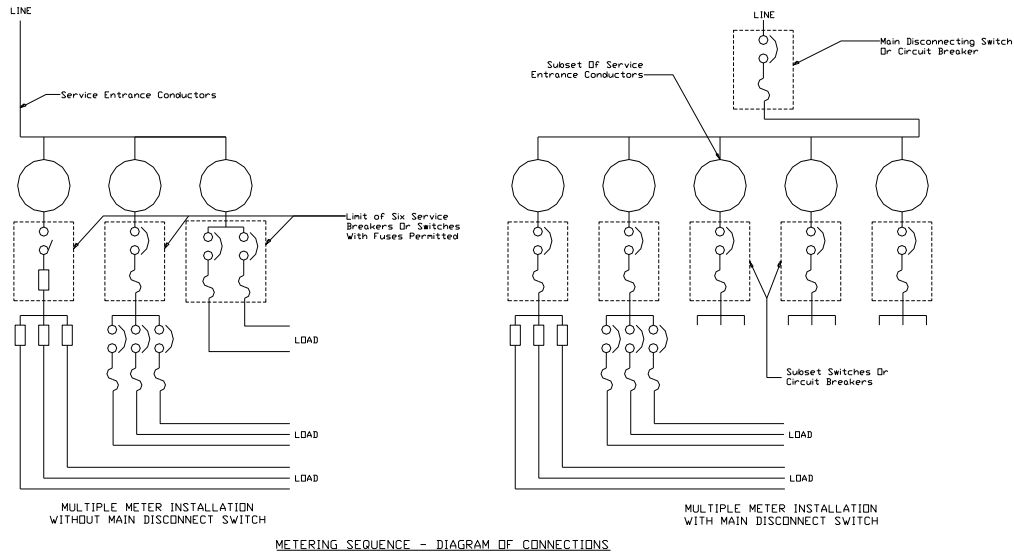 LINE
Service Entrance Conductors
Limit of Six Service
Breakers Or Switches
With Fuses Permitted
LOAD
LOAD
LOAD
MULTIPLE METER INSTALLATION
WITHOUT MAIN DISCONNECT SWITCH
LINE
Main Disconnecting Switch
Or Circuit Breaker
Subset Of Service
Entrance Conductors
Subset Switches Or
Circuit Breakers
LOAD
LOAD
MULTIPLE METER INSTALLATION
WITH MAIN DISCONNECT SWITCH
METERING SEQUENCE - DIAGRAM OF CONNECTIONS